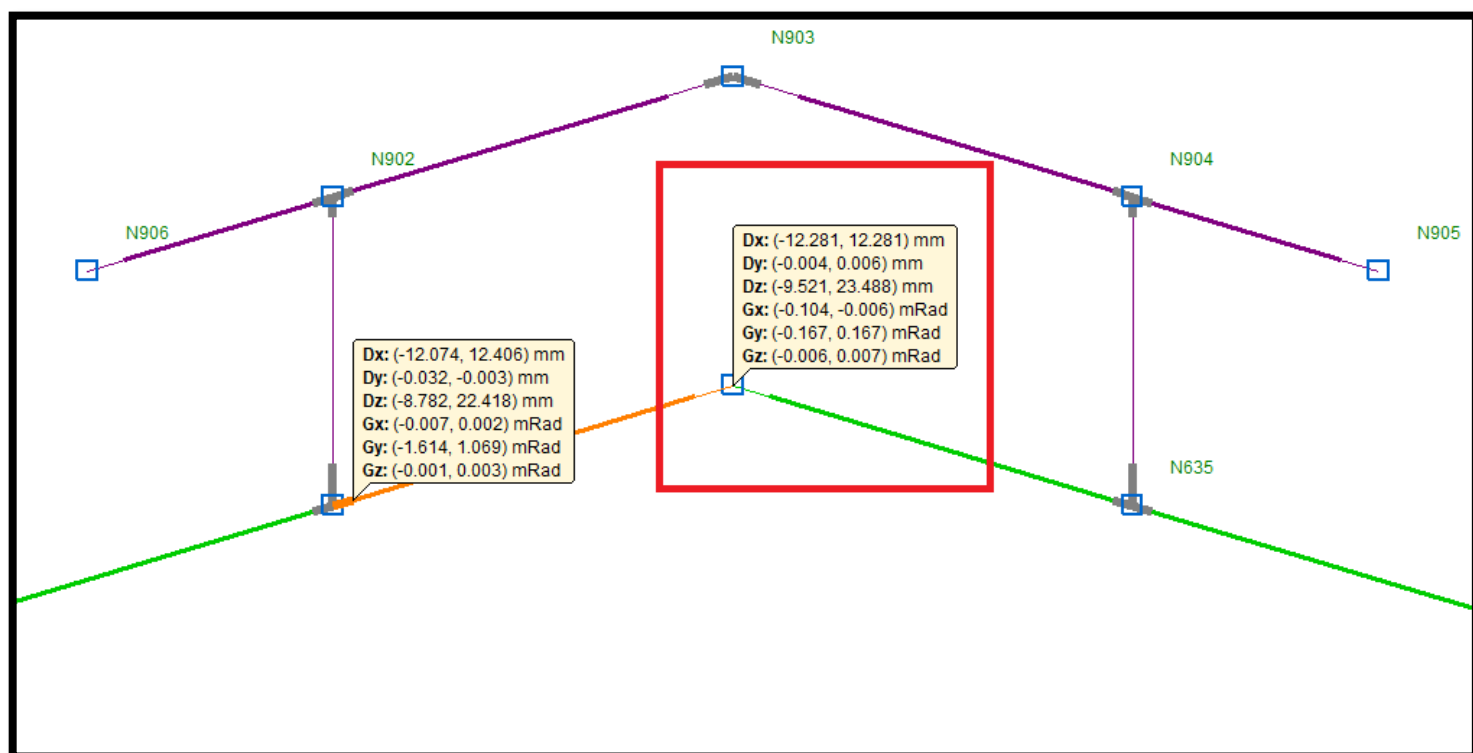 N903
N902
N904
N906
N905
Dx: (-12.281, 12.281) mm
Dy: (-0.004, 0.006) mm
Dz: (-9.521, 23.488) mm
Gx: (-0.104, -0.006) mRad
Gy: (-0.167, 0.167) mRad
Gz: (-0.006, 0.007) mRad
Dx: (-12.074, 12.406) mm
Dy: (-0.032, -0.003) mm
Dz: (-8.782, 22.418) mm
Gx: (-0.007, 0.002) mRad
Gy: (-1.614, 1.069) mRad
Gz: (-0.001, 0.003) mRad
N635